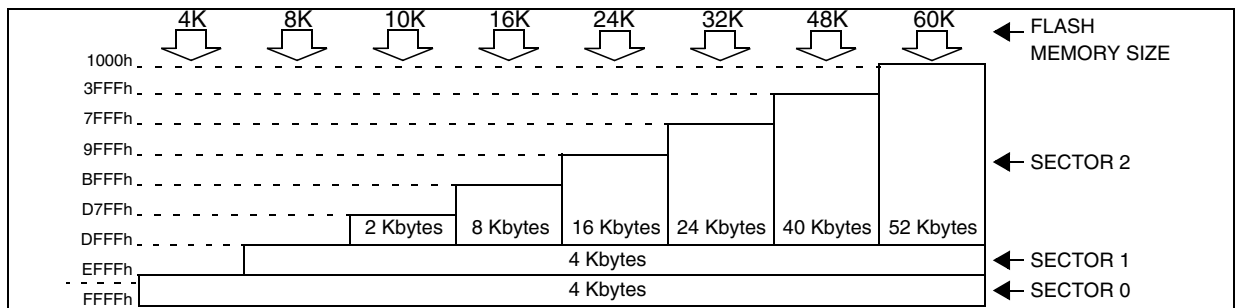 4K 8K 10K 16K 24K 32K 48K 60K
FLASH
MEMORY SIZE
1000h
3FFFh
7FFFh
9FFFh
SECTOR 2
BFFFh
D7FFh
2 Kbytes 8 Kbytes 16 Kbytes 24 Kbytes 40 Kbytes 52 Kbytes
DFFFh
4 Kbytes
SECTOR 1
EFFFh
4 Kbytes
SECTOR 0
FFFFh